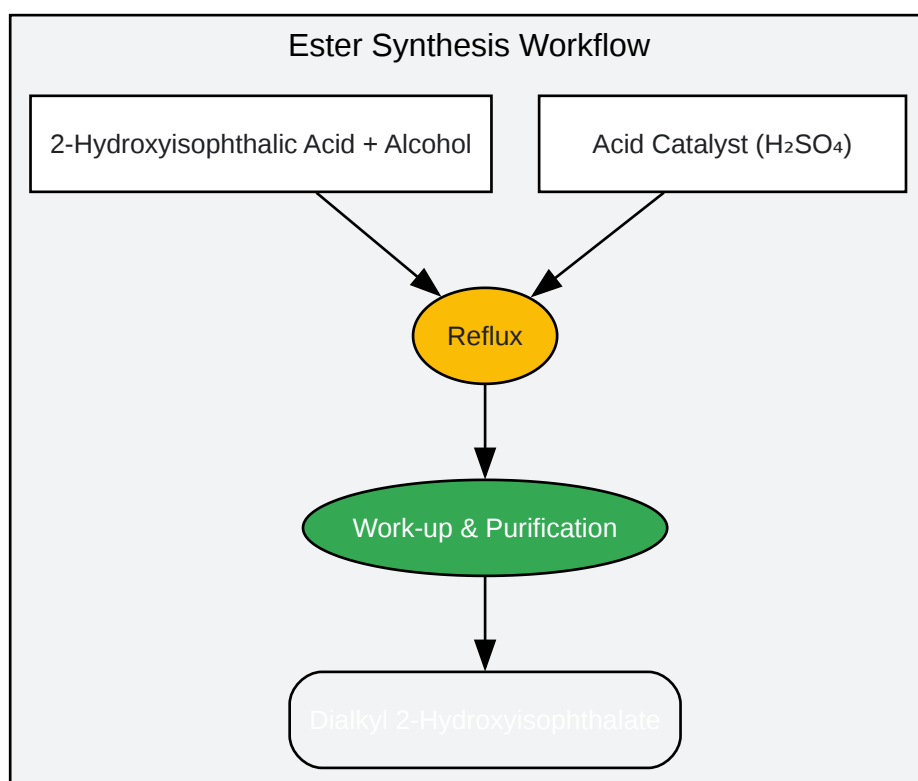 Ester Synthesis Workflow
2-Hydroxyisophthalic Acid + Alcohol
Acid Catalyst (H₂SO₄)
Reflux
Work-up & Purification
Dialkyl 2-Hydroxyisophthalate